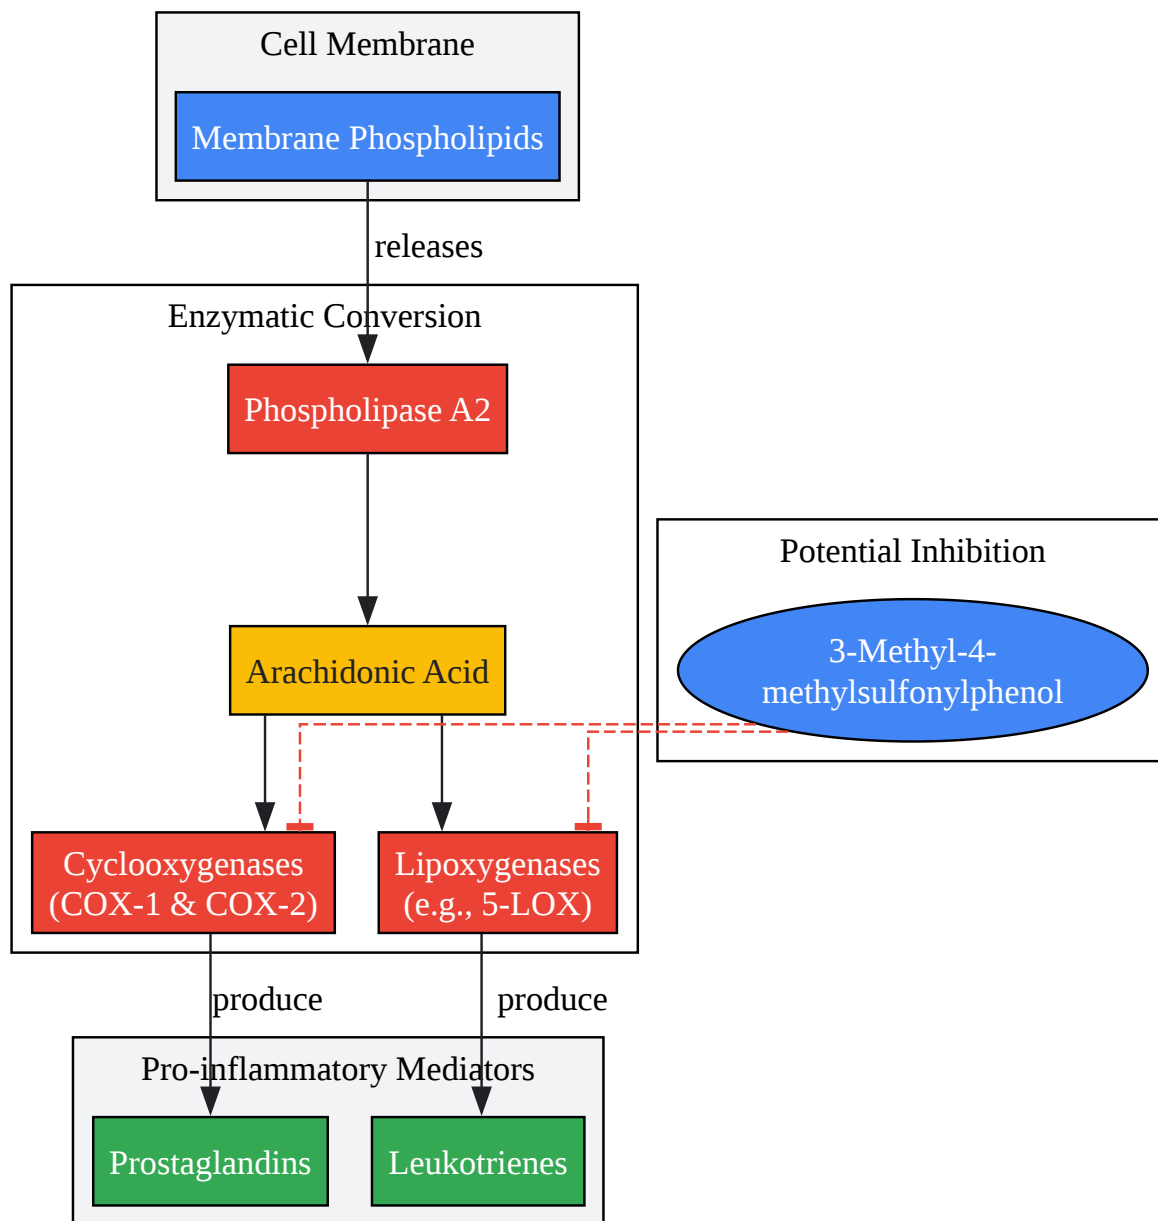 Cell Membrane
Membrane Phospholipids
releases
Enzymatic Conversion
Phospholipase A2
Potential Inhibition
3-Methyl-4-
methylsulfonylphenol
Arachidonic Acid
Cyclooxygenases
(COX-1 & COX-2)
Lipoxygenases
(e.g., 5-LOX)
produce
produce
Pro-inflammatory Mediators
Prostaglandins
Leukotrienes